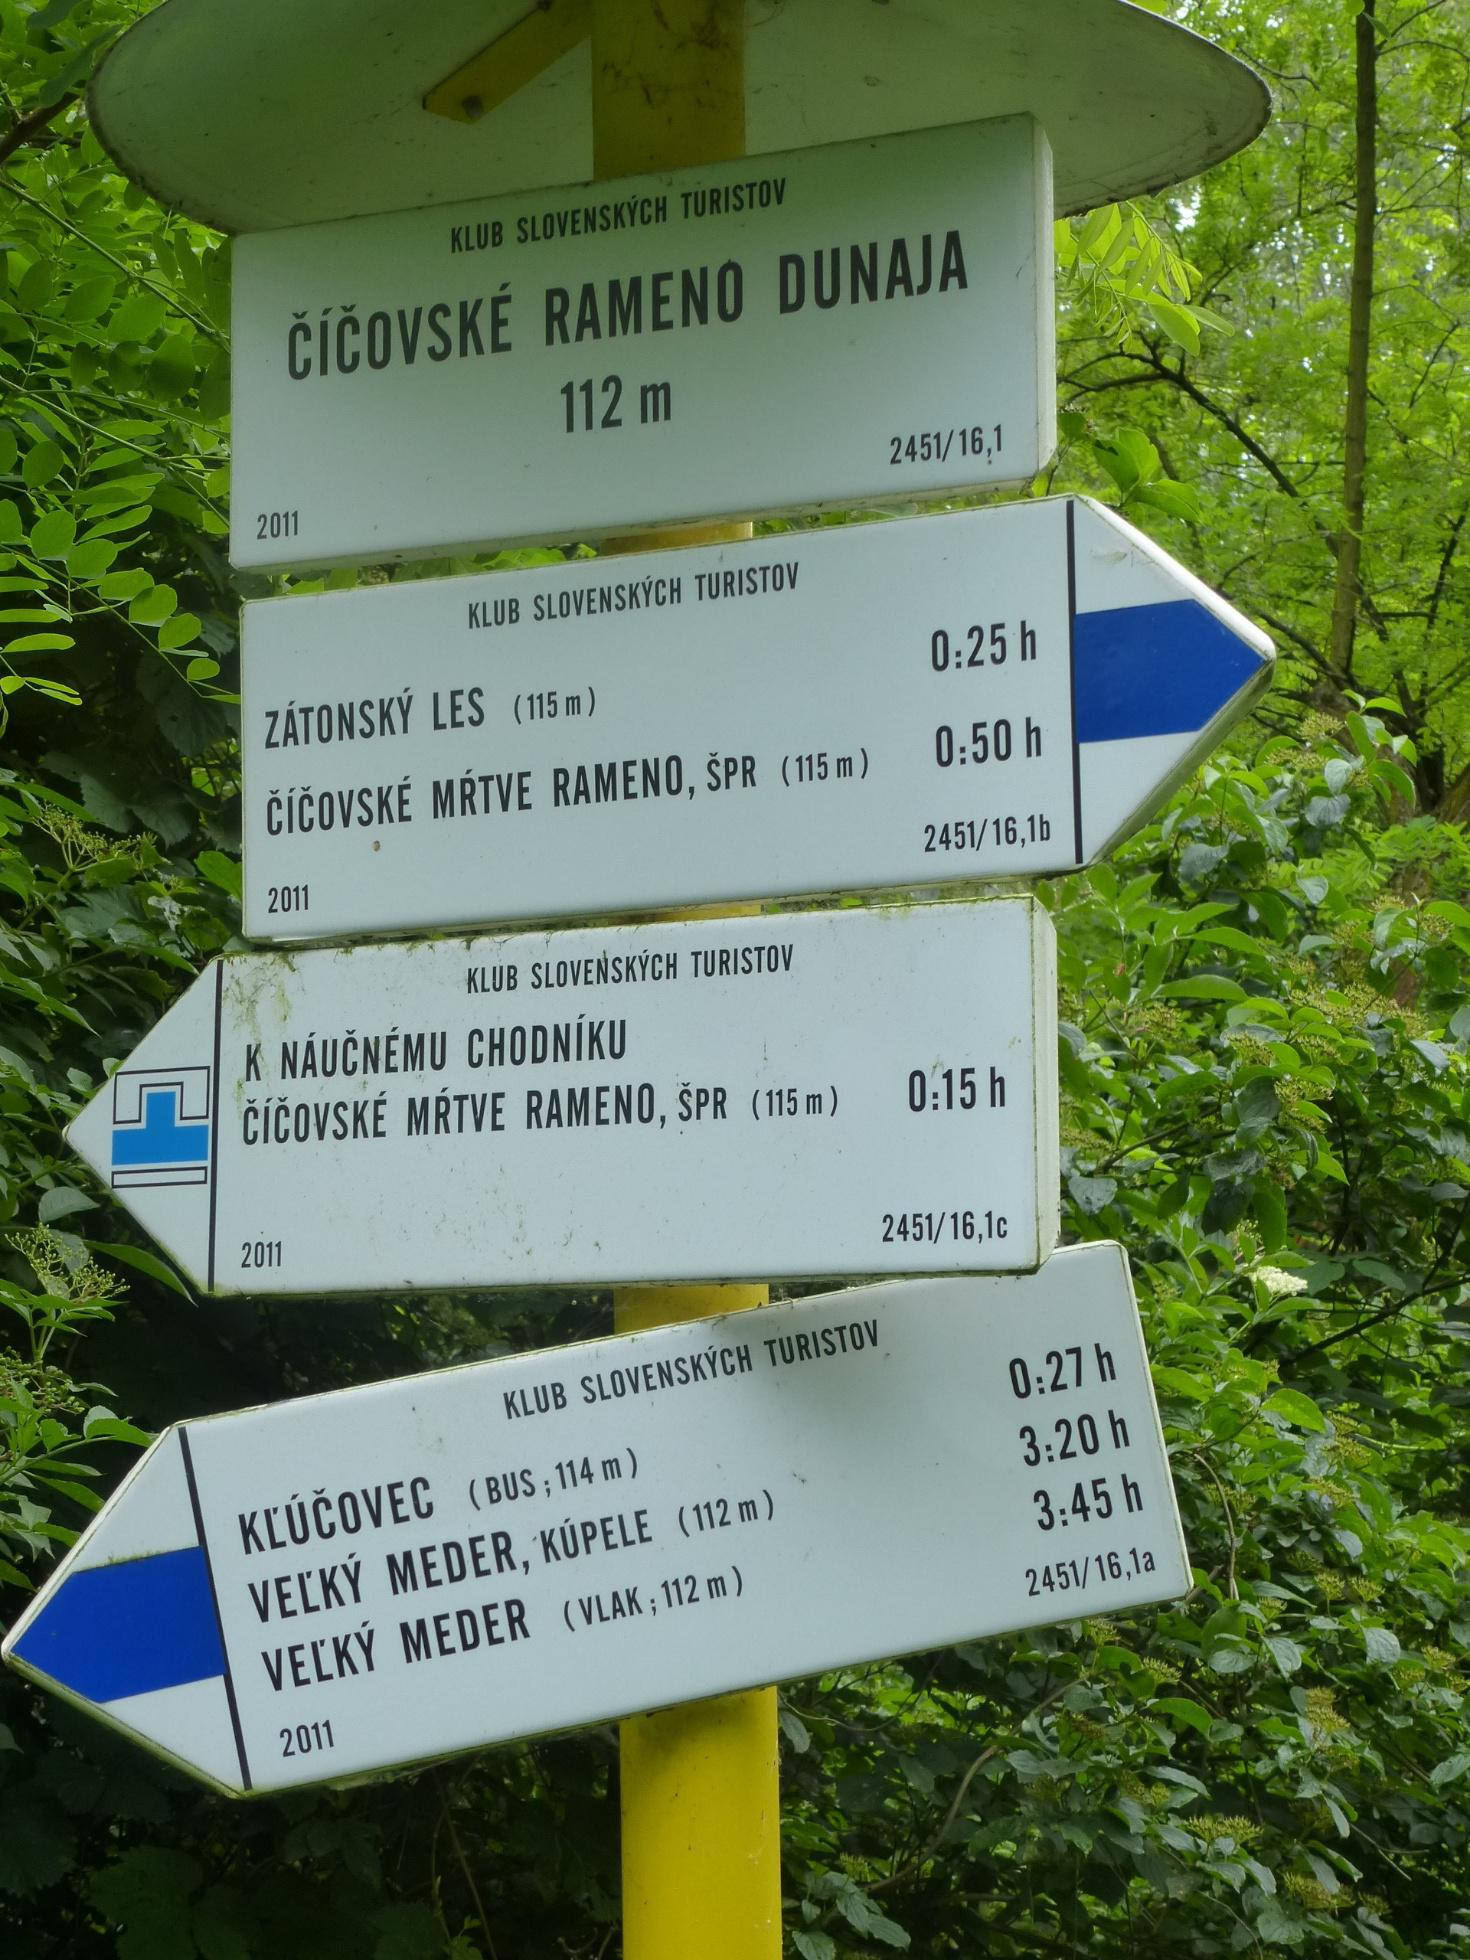 KLUB SLOVENSKÝCH TURISTOV
ČÍČOVSKÉ RAMENO DUNAJA
112 m
2451/16,1
2011
KLUB SLOVENSKÝCH TURISTOV
ZÁTONSKÝ LES (115 m) 0:25 h
ČÍČOVSKÉ MŔTVE RAMENO, ŠPR (115 m) 0:50 h
2451/16,1b
2011
KLUB SLOVENSKÝCH TURISTOV
K NÁUČNÉMU CHODNÍKU
ČÍČOVSKÉ MŔTVE RAMENO, ŠPR (115 m) 0:15 h
2451/16,1c
2011
KLUB SLOVENSKÝCH TURISTOV
KĽÚČOVEC (BUS ; 114 m) 0:27 h
VEĽKÝ MEDER, KÚPELE (112 m) 3:20 h
VEĽKÝ MEDER (VLAK ; 112 m) 3:45 h
2451/16,1a
2011